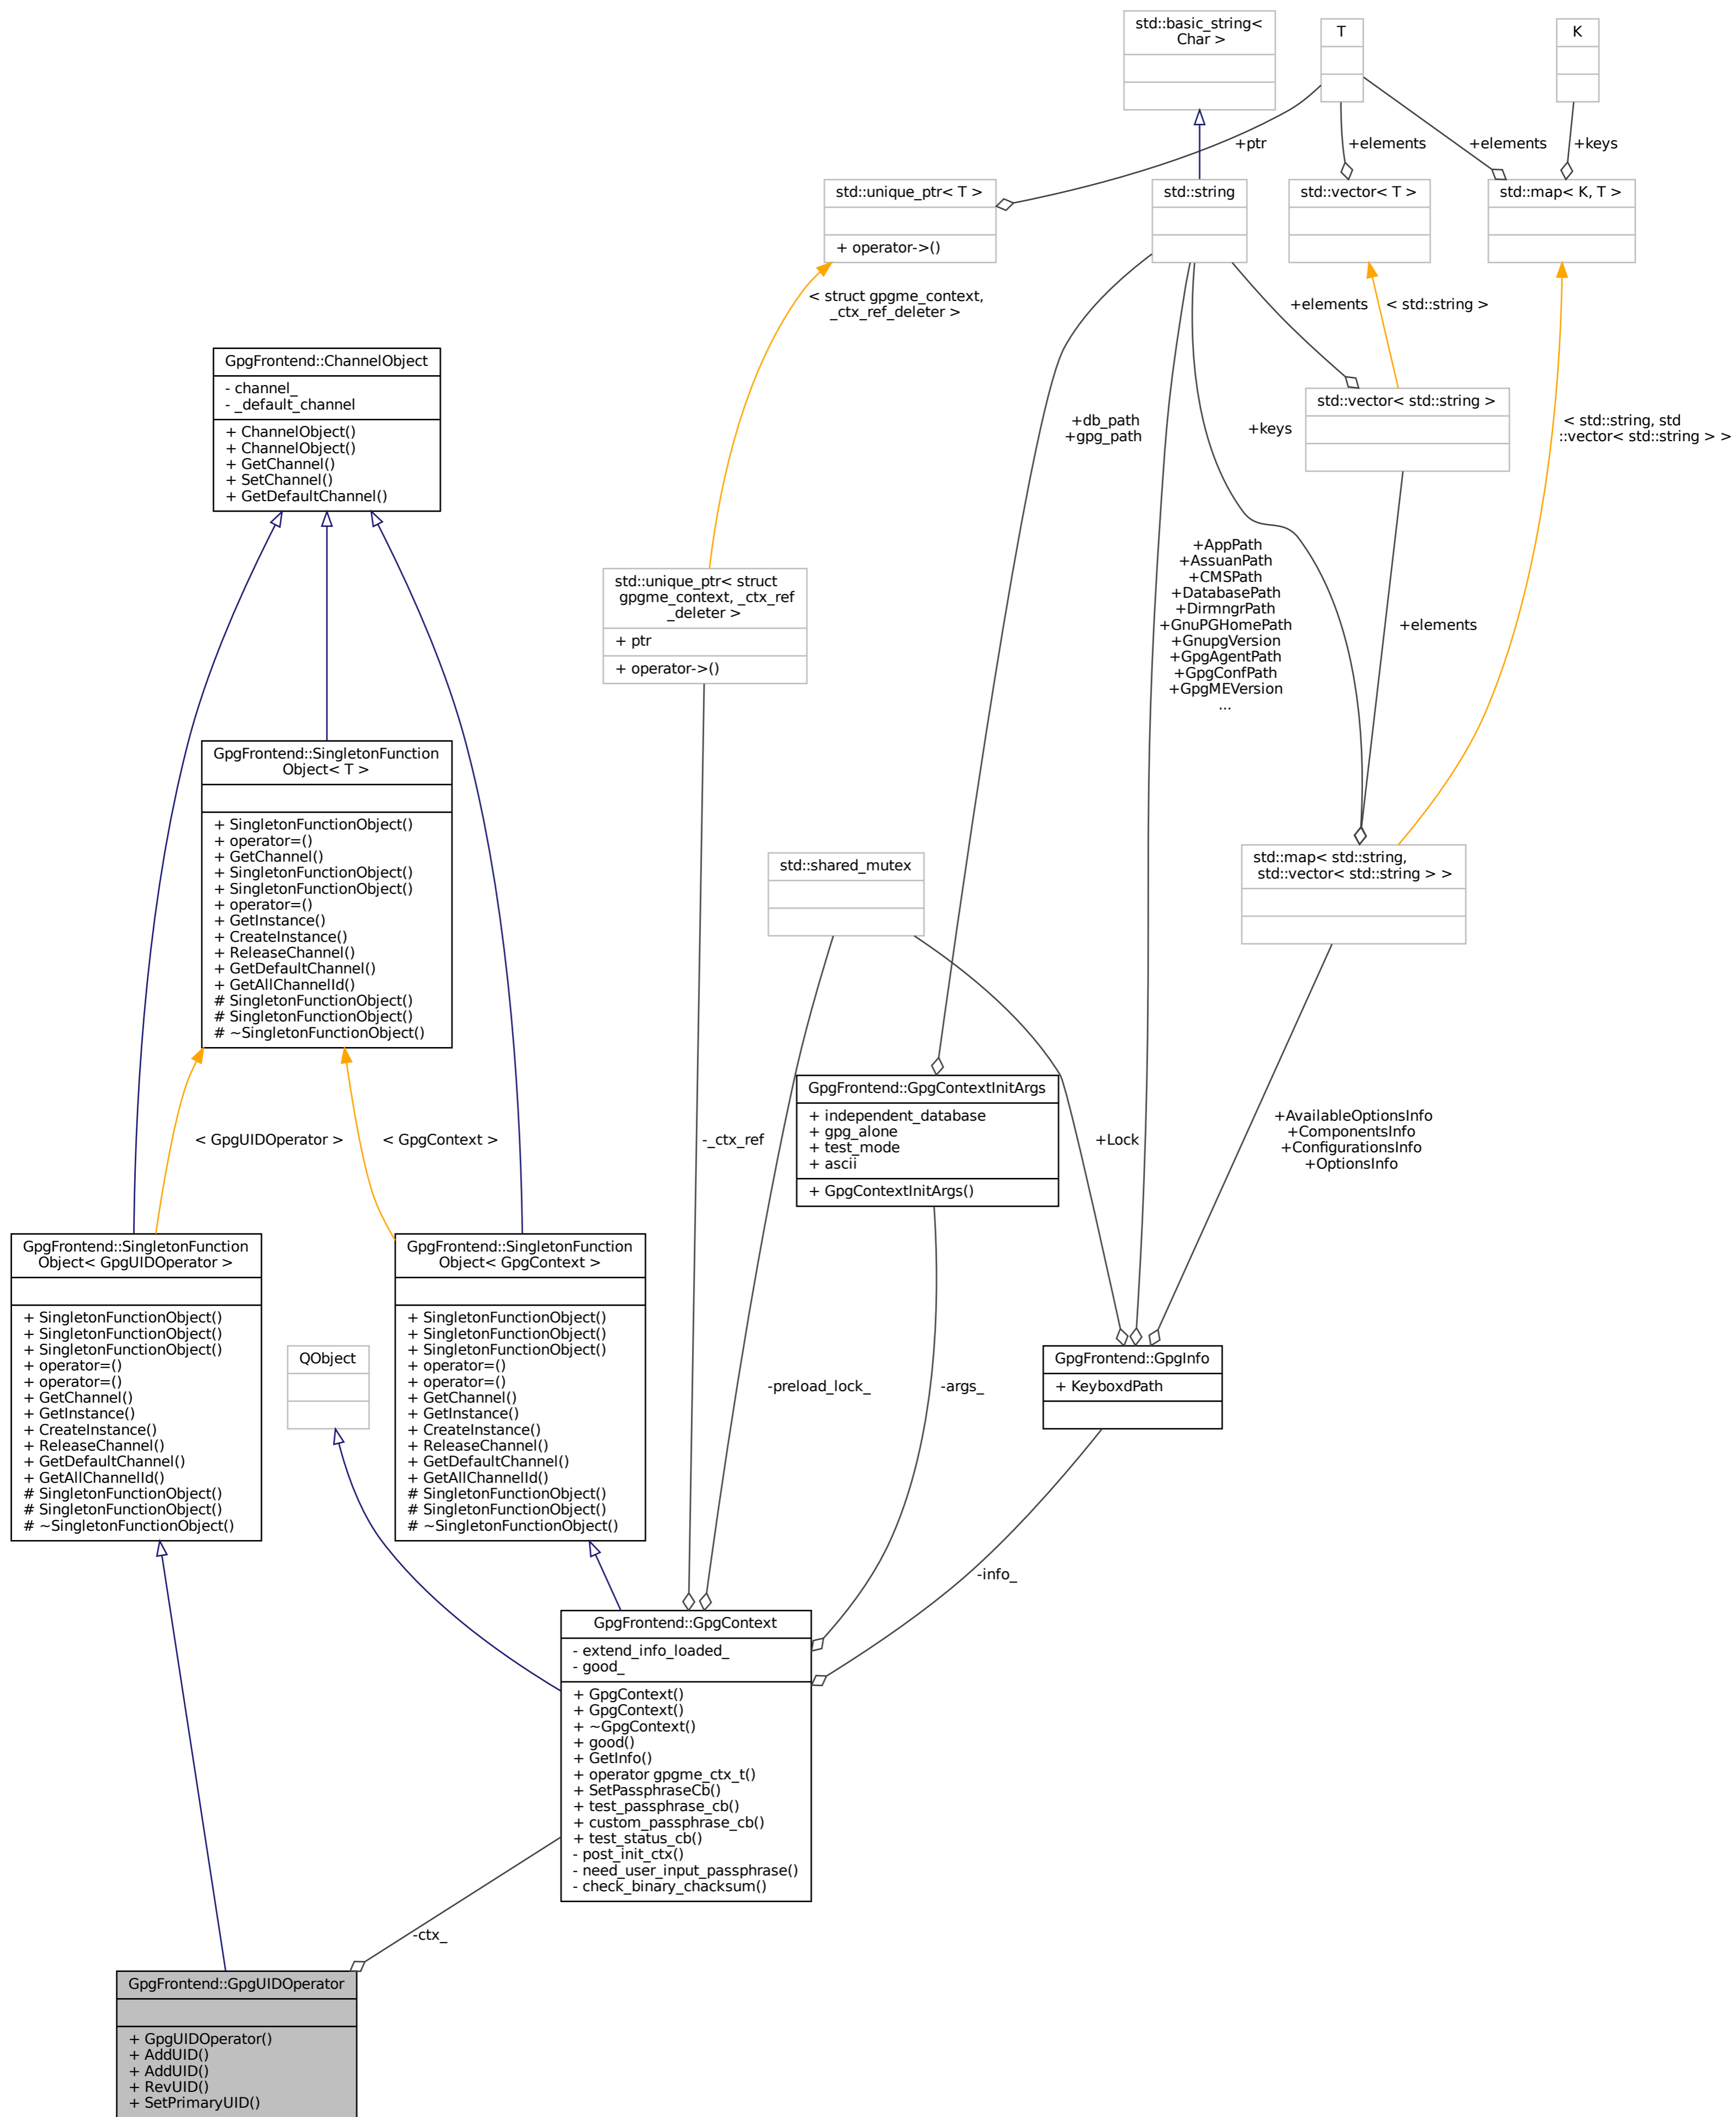 std::basic_string<
Char >
T
K
+ptr
+elements
+elements
+keys
std::unique_ptr< T >
+ operator->()
std::string
std::vector< T >
std::map< K, T >
< struct gpgme_context,
_ctx_ref_deleter >
+elements
< std::string >
GpgFrontend::ChannelObject
- channel_
- _default_channel
+ ChannelObject()
+ ChannelObject()
+ GetChannel()
+ SetChannel()
+ GetDefaultChannel()
+db_path
+gpg_path
+keys
std::vector< std::string >
< std::string, std
::vector< std::string > >
std::unique_ptr< struct
gpgme_context, _ctx_ref
_deleter >
+ ptr
+ operator->()
+AppPath
+AssuanPath
+CMSPath
+DatabasePath
+DirmngrPath
+GnuPGHomePath
+GnupgVersion
+GpgAgentPath
+GpgConfPath
+GpgMEVersion
...
+elements
GpgFrontend::SingletonFunction
Object< T >
+ SingletonFunctionObject()
+ operator=()
+ GetChannel()
+ SingletonFunctionObject()
+ SingletonFunctionObject()
+ operator=()
+ GetInstance()
+ CreateInstance()
+ ReleaseChannel()
+ GetDefaultChannel()
+ GetAllChannelId()
# SingletonFunctionObject()
# SingletonFunctionObject()
# ~SingletonFunctionObject()
std::shared_mutex
std::map< std::string,
std::vector< std::string > >
< GpgUIDOperator >
< GpgContext >
-_ctx_ref
GpgFrontend::GpgContextInitArgs
+ independent_database
+ gpg_alone
+ test_mode
+ ascii
+ GpgContextInitArgs()
+Lock
+AvailableOptionsInfo
+ComponentsInfo
+ConfigurationsInfo
+OptionsInfo
GpgFrontend::SingletonFunction
Object< GpgUIDOperator >
+ SingletonFunctionObject()
+ SingletonFunctionObject()
+ SingletonFunctionObject()
+ operator=()
+ operator=()
+ GetChannel()
+ GetInstance()
+ CreateInstance()
+ ReleaseChannel()
+ GetDefaultChannel()
+ GetAllChannelId()
# SingletonFunctionObject()
# SingletonFunctionObject()
# ~SingletonFunctionObject()
QObject
GpgFrontend::SingletonFunction
Object< GpgContext >
+ SingletonFunctionObject()
+ SingletonFunctionObject()
+ SingletonFunctionObject()
+ operator=()
+ operator=()
+ GetChannel()
+ GetInstance()
+ CreateInstance()
+ ReleaseChannel()
+ GetDefaultChannel()
+ GetAllChannelId()
# SingletonFunctionObject()
# SingletonFunctionObject()
# ~SingletonFunctionObject()
-preload_lock_
-args_
GpgFrontend::GpgInfo
+ KeyboxdPath
-info_
GpgFrontend::GpgContext
- extend_info_loaded_
- good_
+ GpgContext()
+ GpgContext()
+ ~GpgContext()
+ good()
+ GetInfo()
+ operator gpgme_ctx_t()
+ SetPassphraseCb()
+ test_passphrase_cb()
+ custom_passphrase_cb()
+ test_status_cb()
- post_init_ctx()
- need_user_input_passphrase()
- check_binary_chacksum()
-ctx_
GpgFrontend::GpgUIDOperator
+ GpgUIDOperator()
+ AddUID()
+ AddUID()
+ RevUID()
+ SetPrimaryUID()